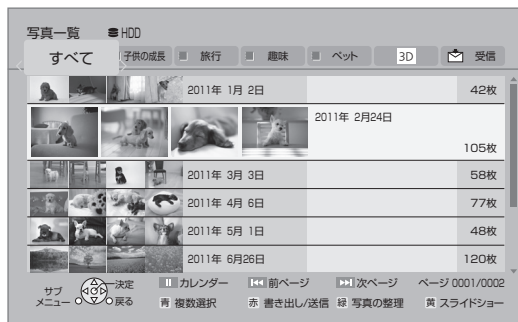 写真一覧 HDD
すべて 子供の成長 旅行 趣味 ペット 3D 受信
2011年 1月 2日 42枚
2011年 2月24日
105枚
2011年 3月 3日 58枚
2011年 4月 6日 77枚
2011年 5月 1日 48枚
2011年 6月26日 120枚
サブ メニュー 決定 戻る
カレンダー 前ページ 次ページ ページ 0001/0002
青 複数選択 赤 書き出し/送信 緑 写真の整理 黄 スライドショー